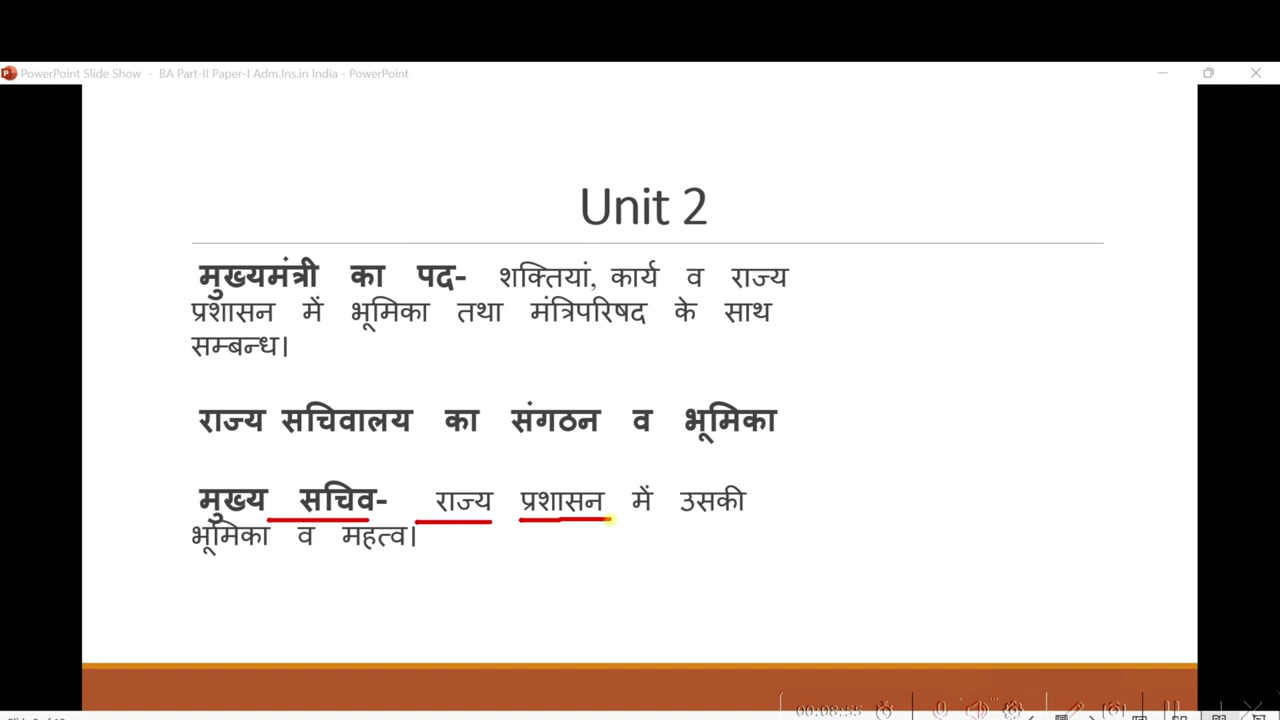 PowerPoint Slide Show - BA Part-II Paper-I Adm.Ins.in India - PowerPoint
Unit 2
मुख्यमंत्री का पद- शक्तियां, कार्य व राज्य
प्रशासन में भूमिका तथा मंत्रिपरिषद के साथ
सम्बन्ध।
राज्य सचिवालय का संगठन व भूमिका
मुख्य सचिव- राज्य प्रशासन में उसकी
भूमिका व महत्व।
00:08:55